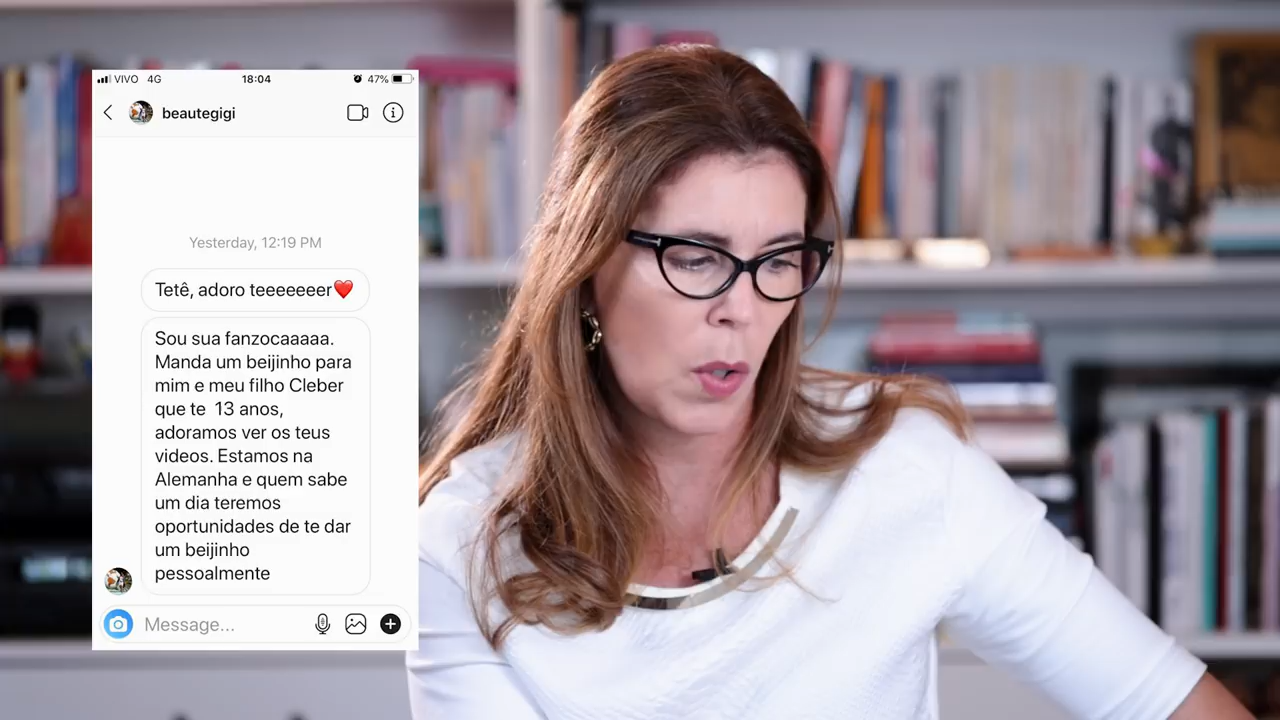 VIVO 4G 18:04 47%
beautegigi
Yesterday, 12:19 PM
Tetê, adoro teeeeeeer❤️
Sou sua fanzocaaaaa.
Manda um beijinho para
mim e meu filho Cleber
que te 13 anos,
adoramos ver os teus
videos. Estamos na
Alemanha e quem sabe
um dia teremos
oportunidades de te dar
um beijinho
pessoalmente
Message...